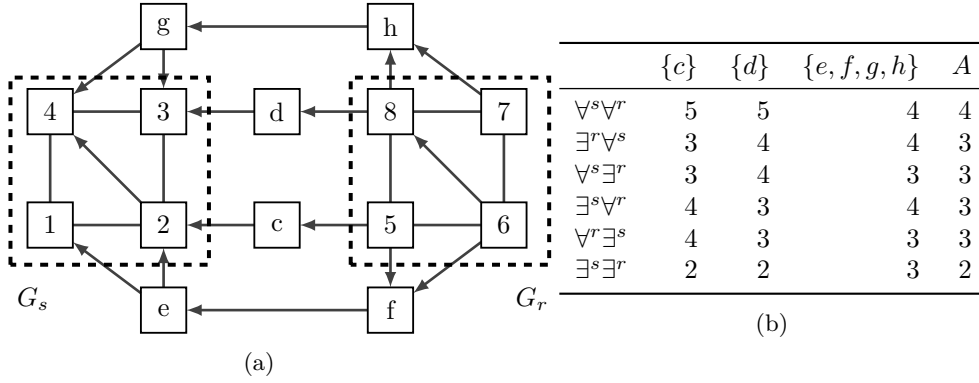 g h
4 3 d 8 7
1 2 c 5 6
G_s e f G_r
(a)
{c} {d} {e, f, g, h} A
∀ˢ∀ʳ 5 5 4 4
∃ʳ∀ˢ 3 4 4 3
∀ˢ∃ʳ 3 4 3 3
∃ˢ∀ʳ 4 3 4 3
∀ʳ∃ˢ 4 3 3 3
∃ˢ∃ʳ 2 2 3 2
(b)